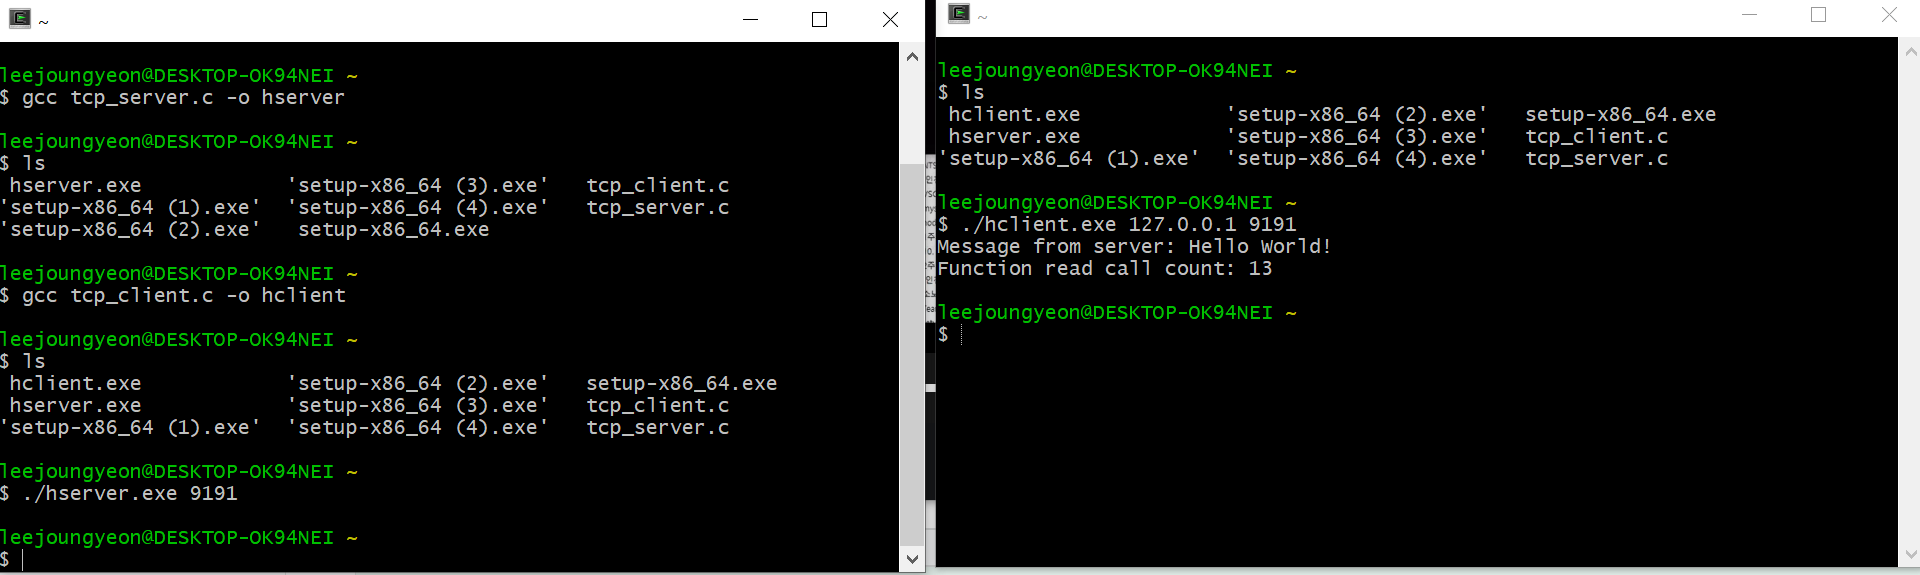 ~
leejoungyeon@DESKTOP-OK94NEI ~
$ gcc tcp_server.c -o hserver
leejoungyeon@DESKTOP-OK94NEI ~
$ ls
hserver.exe 'setup-x86_64 (3).exe' tcp_client.c
'setup-x86_64 (1).exe' 'setup-x86_64 (4).exe' tcp_server.c
'setup-x86_64 (2).exe' setup-x86_64.exe
leejoungyeon@DESKTOP-OK94NEI ~
$ gcc tcp_client.c -o hclient
leejoungyeon@DESKTOP-OK94NEI ~
$ ls
hclient.exe 'setup-x86_64 (2).exe' setup-x86_64.exe
hserver.exe 'setup-x86_64 (3).exe' tcp_client.c
'setup-x86_64 (1).exe' 'setup-x86_64 (4).exe' tcp_server.c
leejoungyeon@DESKTOP-OK94NEI ~
$ ./hserver.exe 9191
leejoungyeon@DESKTOP-OK94NEI ~
$
~
leejoungyeon@DESKTOP-OK94NEI ~
$ ls
hclient.exe 'setup-x86_64 (2).exe' setup-x86_64.exe
hserver.exe 'setup-x86_64 (3).exe' tcp_client.c
'setup-x86_64 (1).exe' 'setup-x86_64 (4).exe' tcp_server.c
leejoungyeon@DESKTOP-OK94NEI ~
$ ./hclient.exe 127.0.0.1 9191
Message from server: Hello World!
Function read call count: 13
leejoungyeon@DESKTOP-OK94NEI ~
$